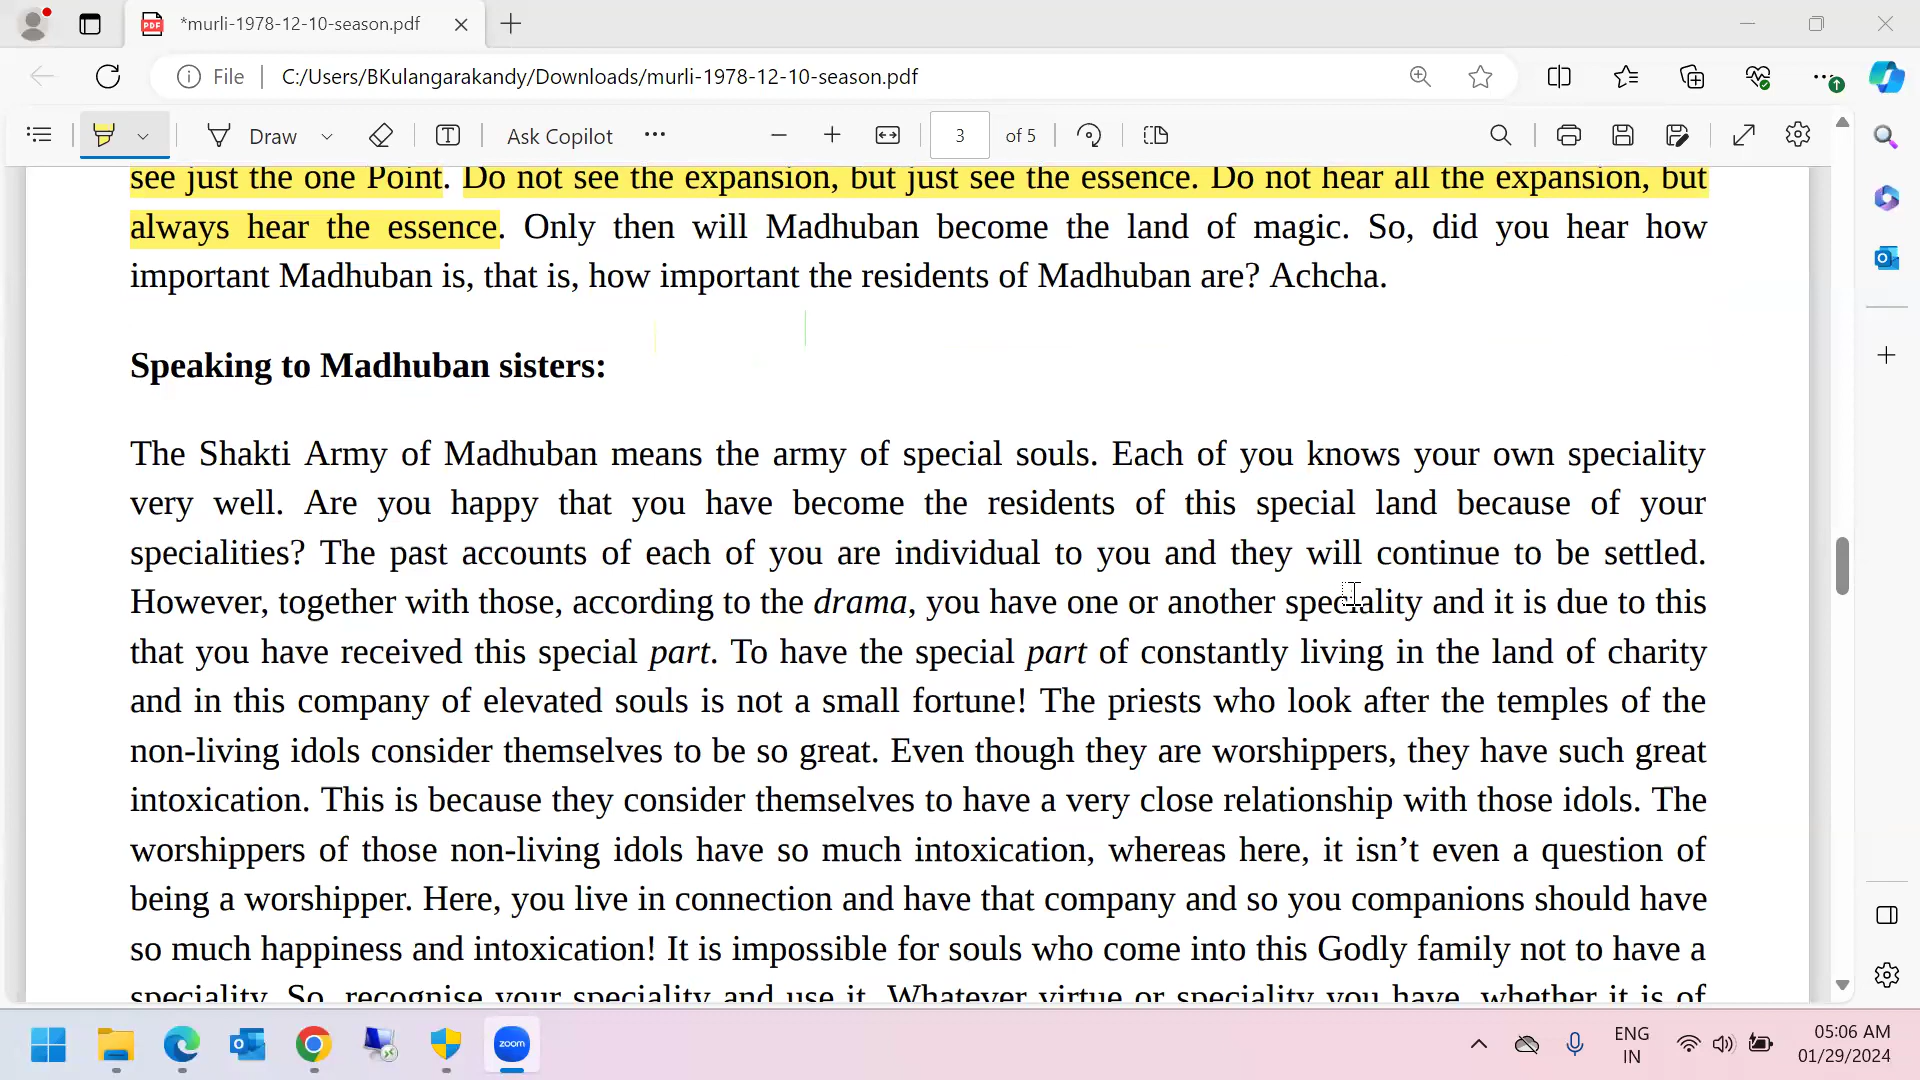 *murli-1978-12-10-season.pdf
File
C:/Users/BKulangarakandy/Downloads/murli-1978-12-10-season.pdf
Draw
Ask Copilot
3 of 5
see just the one Point. Do not see the expansion, but just see the essence. Do not hear all the expansion, but
always hear the essence. Only then will Madhuban become the land of magic. So, did you hear how
important Madhuban is, that is, how important the residents of Madhuban are? Achcha.
Speaking to Madhuban sisters:
The Shakti Army of Madhuban means the army of special souls. Each of you knows your own speciality
very well. Are you happy that you have become the residents of this special land because of your
specialities? The past accounts of each of you are individual to you and they will continue to be settled.
However, together with those, according to the drama, you have one or another speciality and it is due to this
that you have received this special part. To have the special part of constantly living in the land of charity
and in this company of elevated souls is not a small fortune! The priests who look after the temples of the
non-living idols consider themselves to be so great. Even though they are worshippers, they have such great
intoxication. This is because they consider themselves to have a very close relationship with those idols. The
worshippers of those non-living idols have so much intoxication, whereas here, it isn’t even a question of
being a worshipper. Here, you live in connection and have that company and so you companions should have
so much happiness and intoxication! It is impossible for souls who come into this Godly family not to have a
speciality. So, recognise your speciality and use it. Whatever virtue or speciality you have, whether it is of
zoom
ENG
IN
05:06 AM
01/29/2024